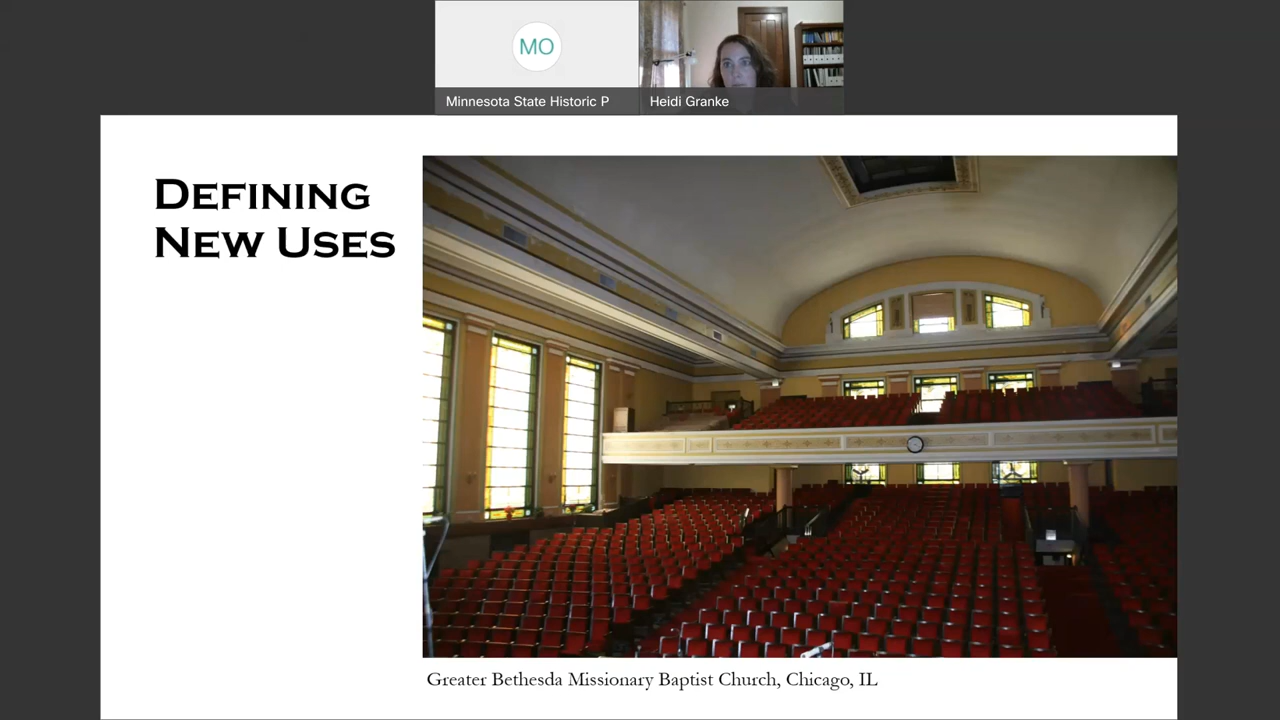 MO
Minnesota State Historic P
Heidi Granke
DEFINING
NEW USES
Greater Bethesda Missionary Baptist Church, Chicago, IL